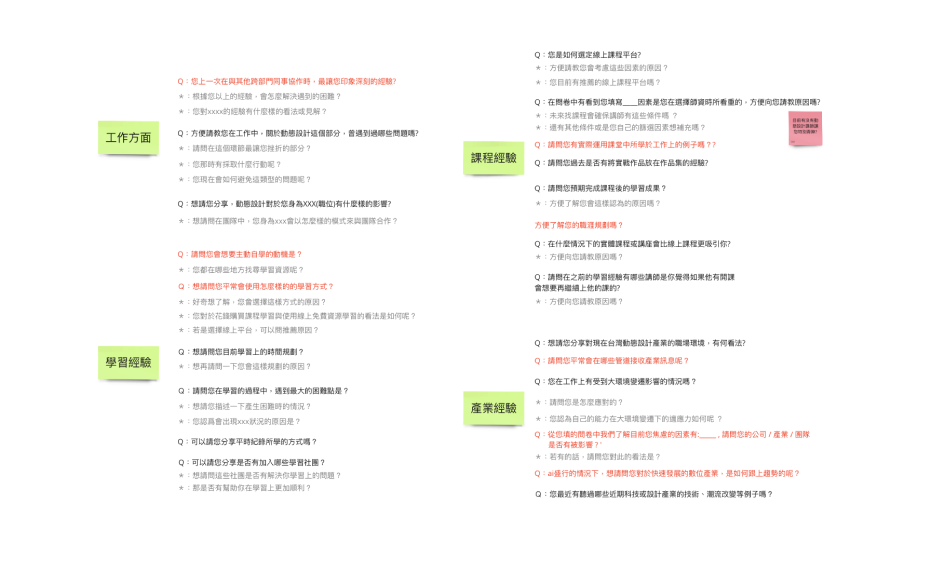 工作方面
Q：您上一次在與其他跨部門同事協作時，最讓您印象深刻的經驗?
＊：根據您以上的經驗，會怎麼解決遇到的困難？
＊：您對xxxx的經驗有什麼樣的看法或見解？
Q：方便請教您在工作中，關於動態設計這個部分，曾遇到過哪些問題嗎?
＊：請問在這個環節最讓您挫折的部分？
＊：您那時有採取什麼行動呢？
＊：您現在會如何避免這類型的問題呢？
Q：想請您分享，動態設計對於您身為XXX(職位)有什麼樣的影響？
＊：想請問在團隊中，您身為xxx會以怎麼樣的模式來與團隊合作？
學習經驗
Q：請問您會想要主動自學的動機是？
＊：您都在哪些地方找尋學習資源呢？
Q：想請問您平常會使用怎麼樣的的學習方式？
＊：好奇想了解，您會選擇這樣方式的原因？
＊：您對於花錢購買課程學習與使用線上免費資源學習的看法是如何呢？
＊：若是選擇線上平台，可以問推薦原因？
Q：想請問您目前學習上的時間規劃？
＊：想再請問一下您會這樣規劃的原因？
Q：請問您在學習的過程中，遇到最大的困難點是？
＊：想請您描述一下產生困難時的情況？
＊：您認爲會出現xxx狀況的原因是？
Q：可以請您分享平時紀錄所學的方式嗎？
Q：可以請您分享是否有加入哪些學習社團？
＊：想請問這些社團是否有解決你學習上的問題？
＊：那是否有幫助你在學習上更加順利？
課程經驗
Q：您是如何選定線上課程平台?
＊：方便請教您會考慮這些因素的原因？
＊：您目前有推薦的線上課程平台嗎？
Q：在問卷中有看到您填寫____因素是您在選擇師資時所看重的，方便向您請教原因嗎?
＊：未來找課程會確保講師有這些條件嗎 ？
＊：還有其他條件或是您自己的篩選因素想補充嗎？
Q：請問您有實際運用課堂中所學於工作上的例子嗎？?
Q：請問您過去是否有將實戰作品放在作品集的經驗?
Q：請問您預期完成課程後的學習成果？
＊：方便了解您會這樣認為的原因嗎？
方便了解您的職涯規劃嗎？
Q：在什麼情況下的實體課程或講座會比線上課程更吸引你?
＊：方便向您請教原因嗎？
Q：請問在之前的學習經驗有哪些講師是你覺得如果他有開課
會想要再繼續上他的課的?
＊：方便向您請教原因嗎？
產業經驗
Q：想請您分享對現在台灣動態設計產業的職場環境，有何看法?
Q：請問您平常會在哪些管道接收產業訊息呢？
Q：您在工作上有受到大環境變遷影響的情況嗎？
＊：請問您是怎麼應對的？
＊：您認為自己的能力在大環境變遷下的適應力如何呢 ？
Q：從您填的問卷中我們了解目前您焦慮的因素有:____，請問您的公司 / 產業 / 團隊
是否有被影響？'
＊：若有的話，請問您對此的看法是？
Q：ai盛行的情況下，想請問您對於快速發展的數位產業，是如何跟上趨勢的呢？
Q：您最近有聽過哪些近期科技或設計產業的技術、潮流改變等例子嗎？